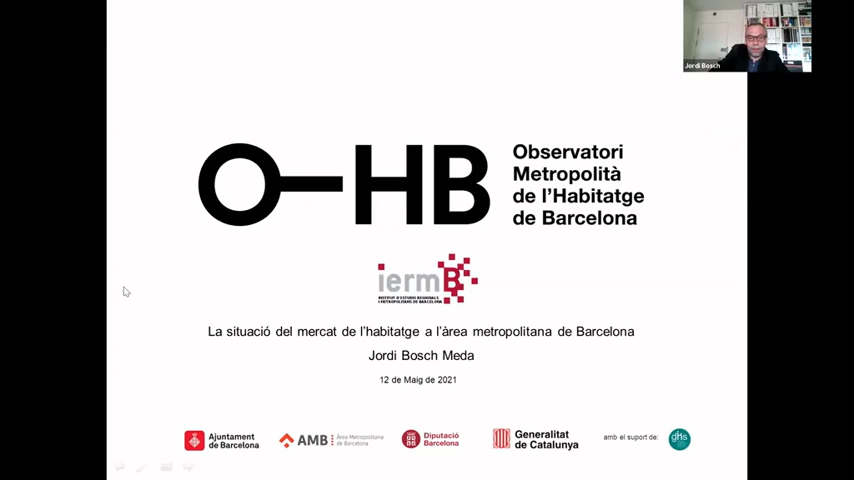 Jordi Bosch
O-HB
Observatori
Metropolità
de l'Habitatge
de Barcelona
iermB
INSTITUT D'ESTUDIS REGIONALS
I METROPOLITANS DE BARCELONA
La situació del mercat de l'habitatge a l'àrea metropolitana de Barcelona
Jordi Bosch Meda
12 de Maig de 2021
Ajuntament
de Barcelona
AMB
Àrea Metropolitana
de Barcelona
Diputació
Barcelona
Generalitat
de Catalunya
amb el suport de:
ghs